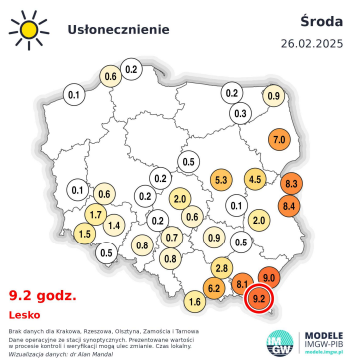 Usłonecznienie
Środa
26.02.2025
0.6
0.2
0.1
0.2
0.9
0.3
7.0
0.5
0.2
5.3
4.5
8.3
0.1
0.6
0.2
2.0
0.1
8.4
1.7
1.4
0.2
0.6
2.0
1.5
0.8
0.7
0.9
0.5
0.5
0.8
2.8
9.0
6.2
8.1
1.6
9.2
9.2 godz.
Lesko
Brak danych dla Krakowa, Rzeszowa, Olsztyna, Zamościa i Tarnowa
Dane operacyjne ze stacji synoptycznych. Prezentowane wartości
w procesie kontroli i weryfikacji mogą ulec zmianie. Czas lokalny.
Wizualizacja danych: dr Alan Mandal
IM
GW
MODELE
IMGW-PIB
modele.imgw.pl